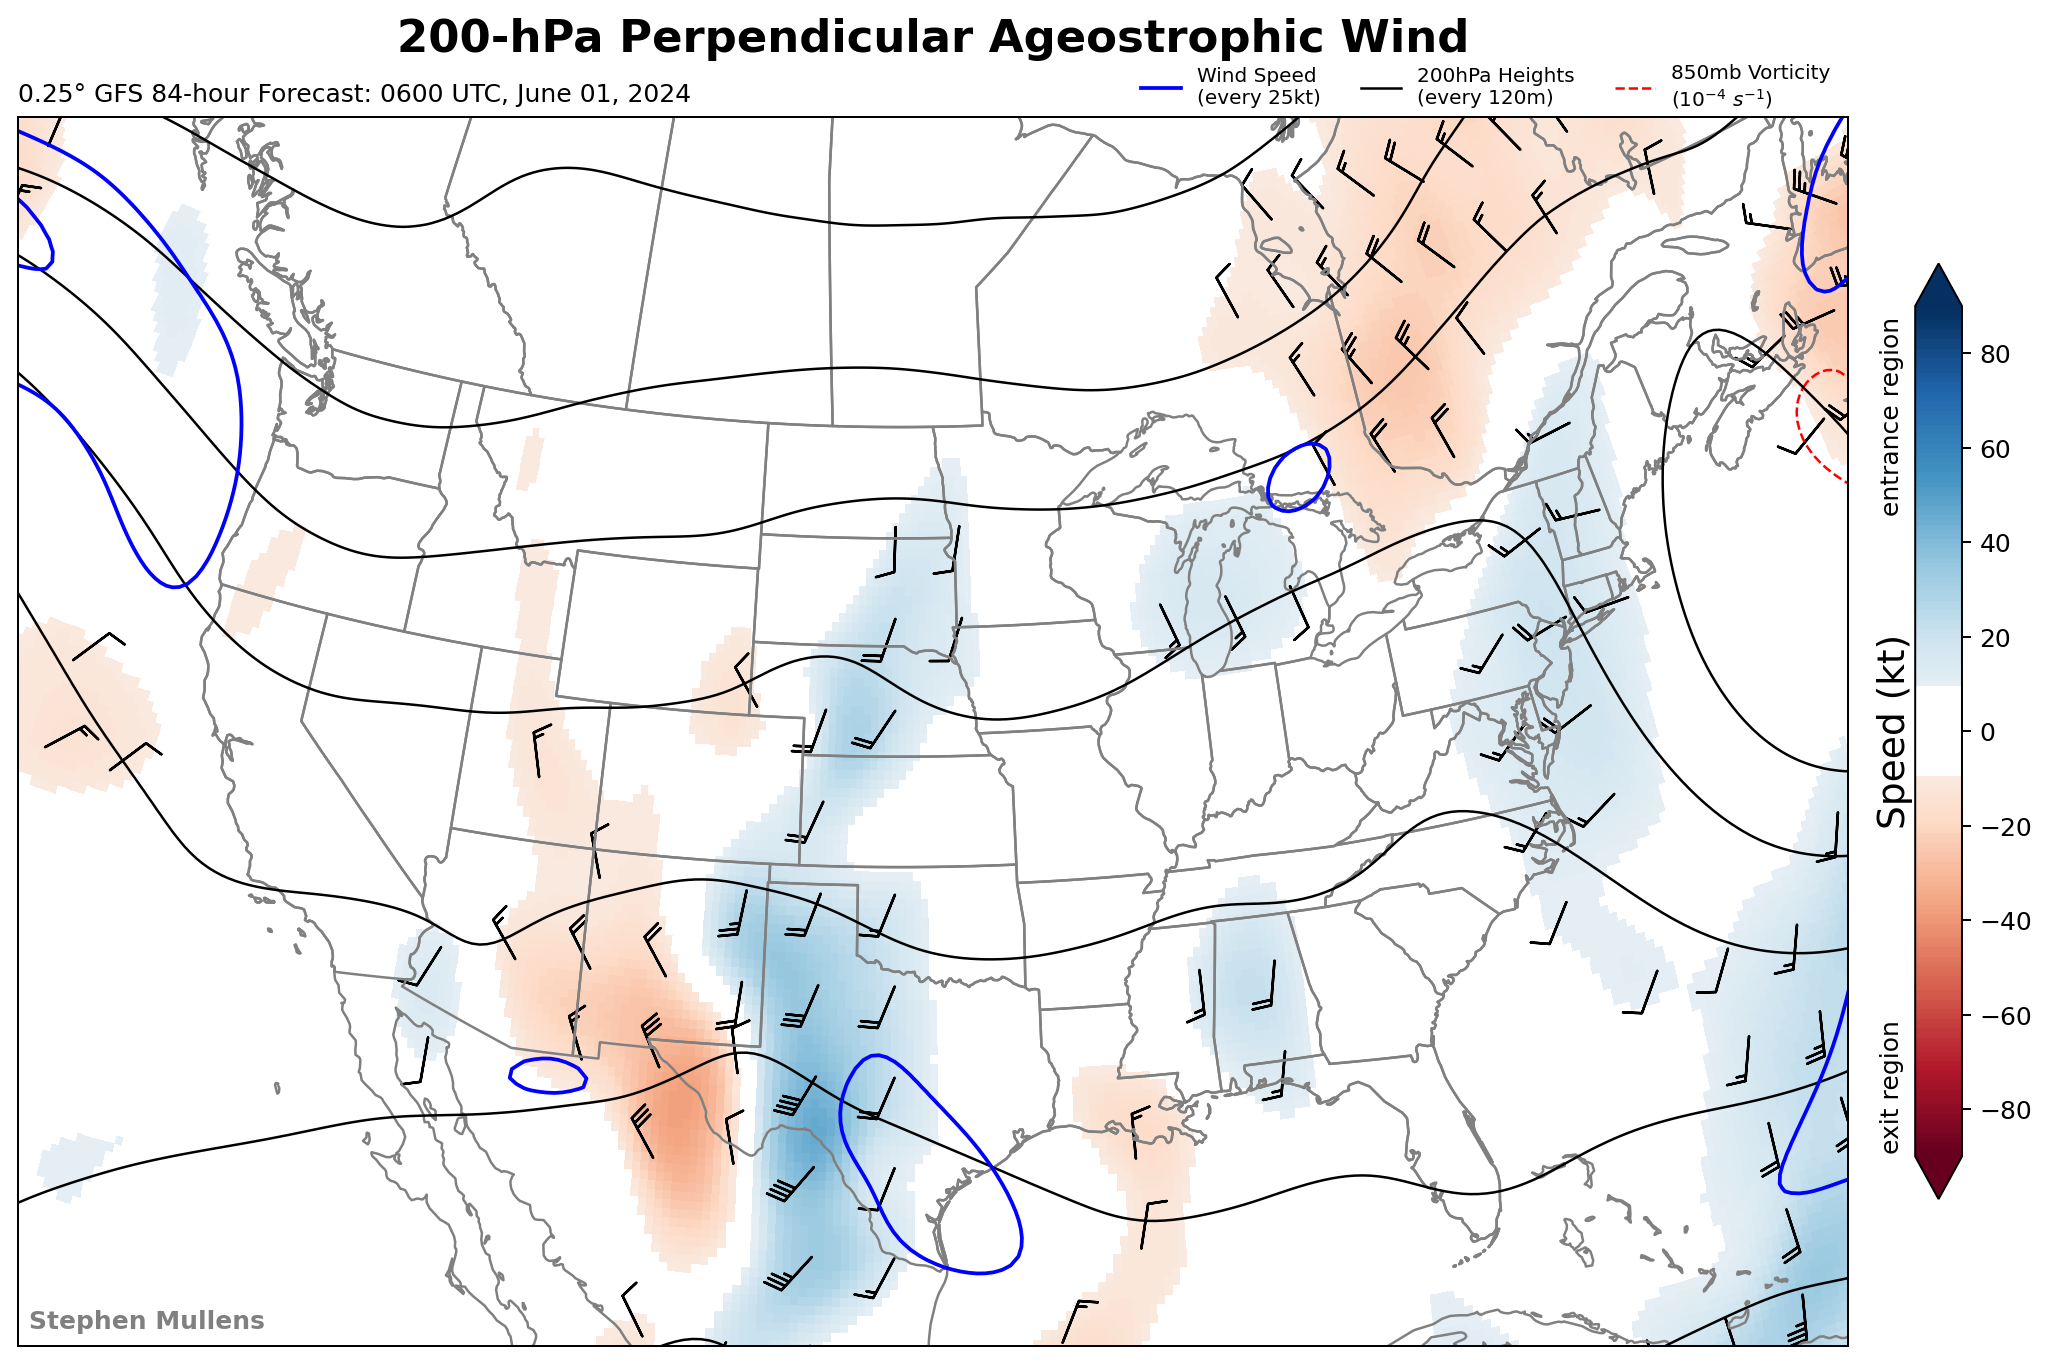 200-hPa Perpendicular Ageostrophic Wind
0.25° GFS 84-hour Forecast: 0600 UTC, June 01, 2024
Wind Speed
(every 25kt)
200hPa Heights
(every 120m)
850mb Vorticity
(10⁻⁴ s⁻¹)
80
60
40
20
0
−20
−40
−60
−80
entrance region
Speed (kt)
exit region
Stephen Mullens